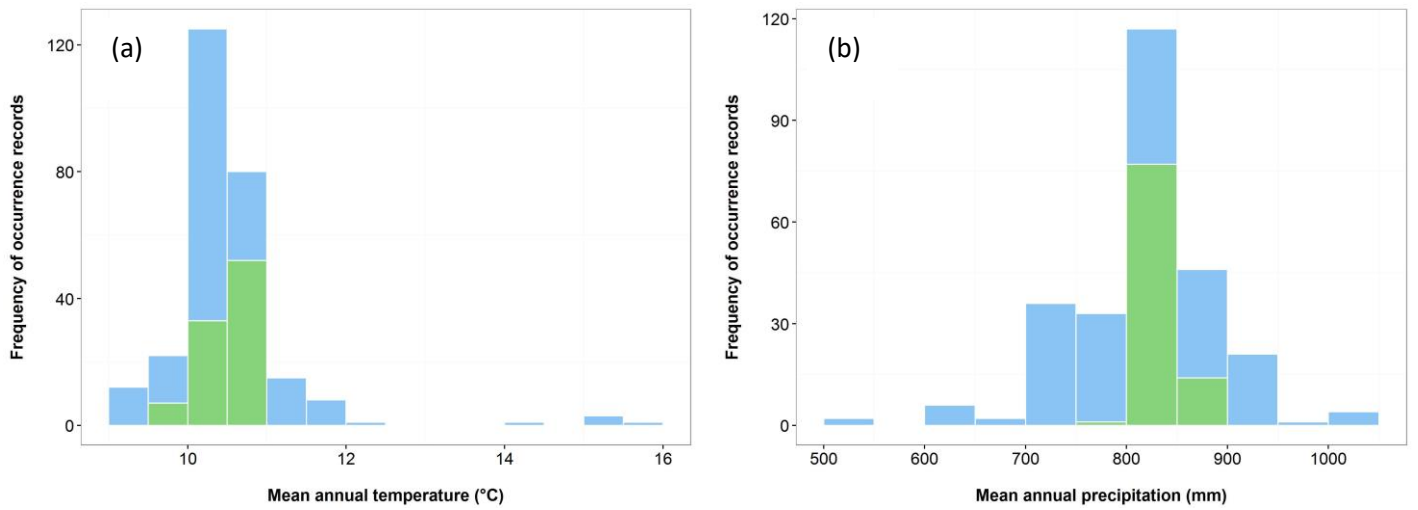 (a)
Frequency of occurrence records
120
80
40
0
10 12 14 16
Mean annual temperature (°C)
(b)
Frequency of occurrence records
120
90
60
30
0
500 600 700 800 900 1000
Mean annual precipitation (mm)